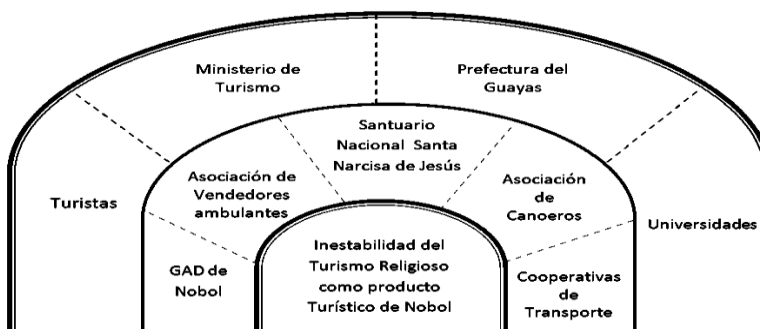 Ministerio de
Turismo
Prefectura del
Guayas
Santuario
Nacional Santa
Narcisa de Jesús
Asociación de
Vendedores
ambulantes
Asociación
de
Canoeros
Turistas
Universidades
GAD de
Nobol
Inestabilidad del
Turismo Religioso
como producto
Turístico de Nobol
Cooperativas
de
Transporte